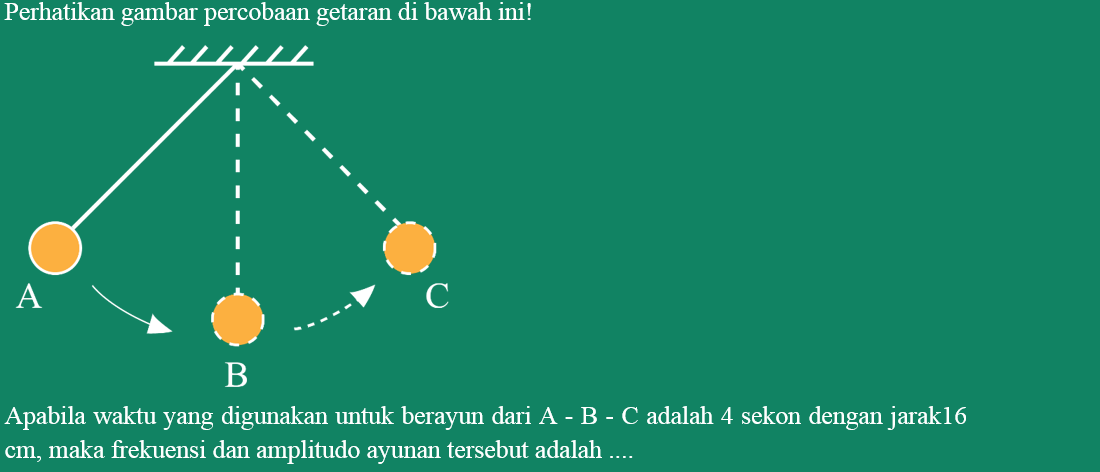 Perhatikan gambar percobaan getaran di bawah ini!
A
C
B
Apabila waktu yang digunakan untuk berayun dari A - B - C adalah 4 sekon dengan jarak16
cm, maka frekuensi dan amplitudo ayunan tersebut adalah ....